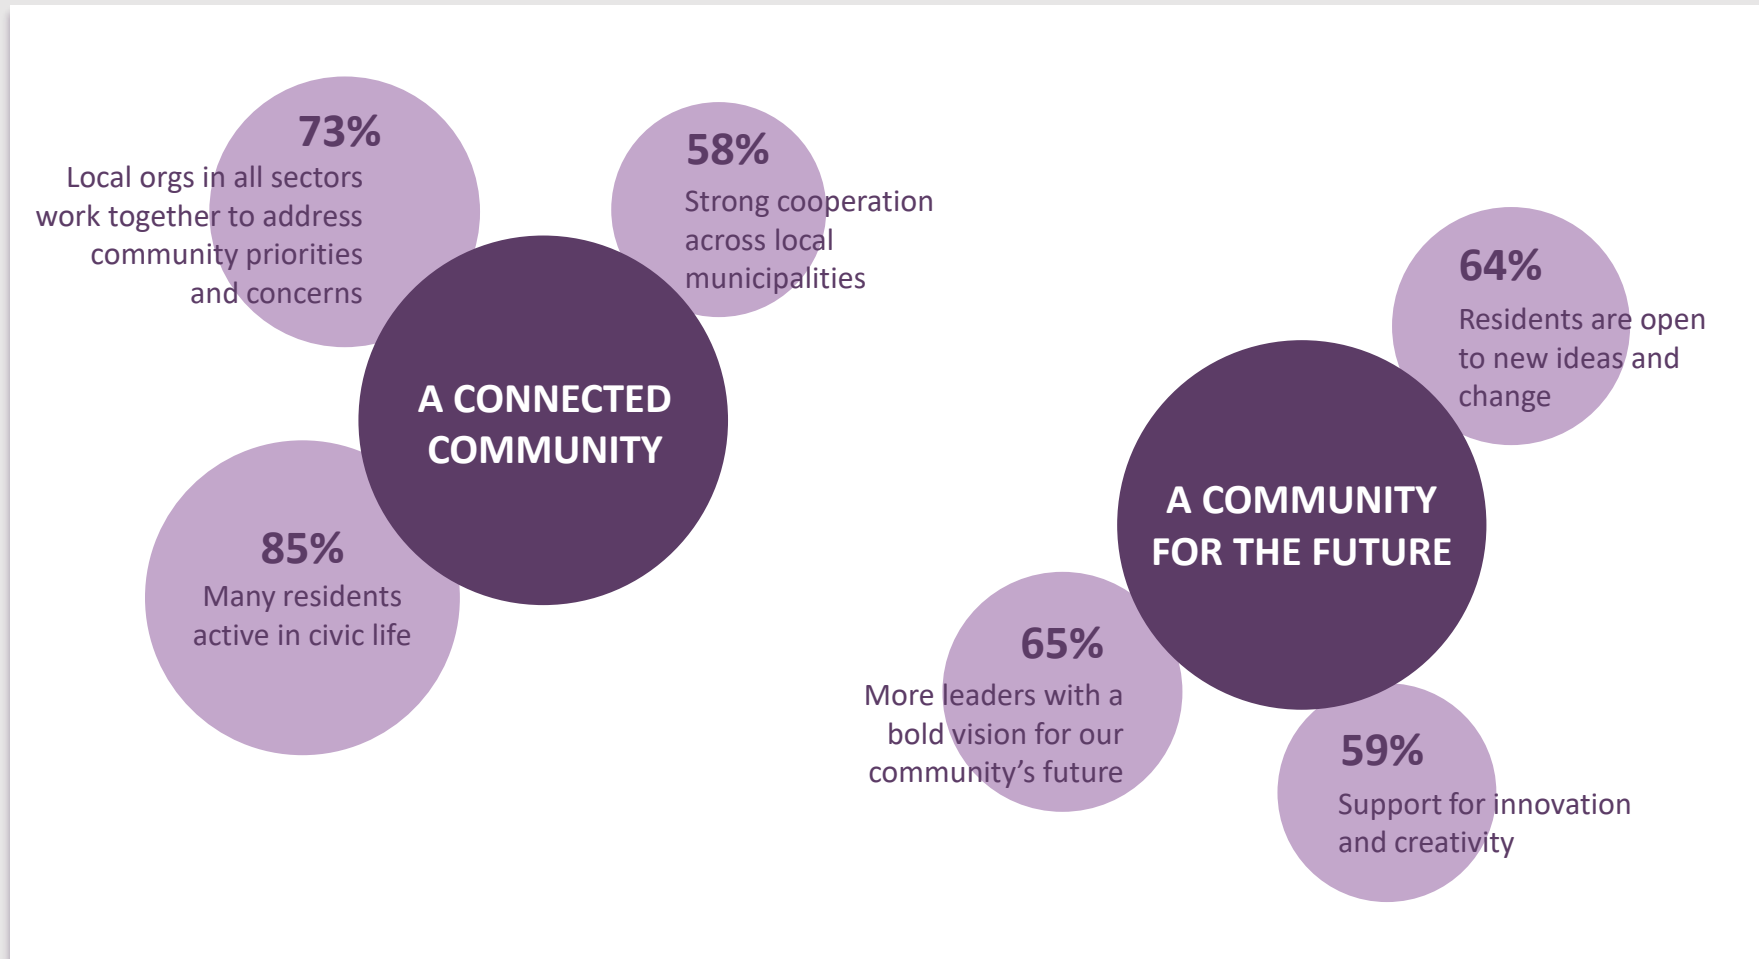 73%
Local orgs in all sectors
work together to address
community priorities
and concerns
58%
Strong cooperation
across local
municipalities
A CONNECTED
COMMUNITY
85%
Many residents
active in civic life
64%
Residents are open
to new ideas and
change
A COMMUNITY
FOR THE FUTURE
65%
More leaders with a
bold vision for our
community’s future
59%
Support for innovation
and creativity